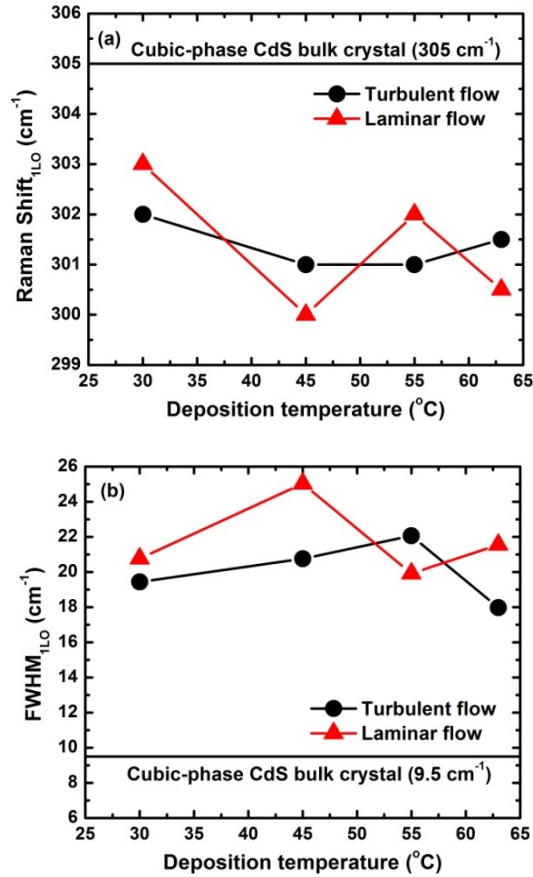 (a)
Cubic-phase CdS bulk crystal (305 cm⁻¹)
Turbulent flow
Laminar flow
Raman Shift₁LO (cm⁻¹)
306
305
304
303
302
301
300
299
25 30 35 40 45 50 55 60 65
Deposition temperature (°C)
(b)
FWHM₁LO (cm⁻¹)
26
24
22
20
18
16
14
12
10
8
6
Turbulent flow
Laminar flow
Cubic-phase CdS bulk crystal (9.5 cm⁻¹)
25 30 35 40 45 50 55 60 65
Deposition temperature (°C)